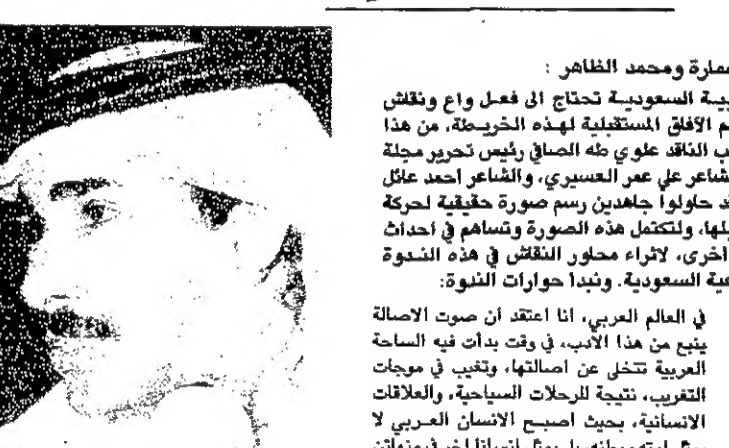 عمارة ومحمد الظاهر :
بية السعودية تحتاج الى فعل واع ونقاش
م الآفاق المستقبلية لهذه الخريطة، من هذا
ب الناقد علوي طه الصافي رئيس تحرير مجلة
شاعر علي عمر العسيري، والشاعر احمد عائل
د حاولوا جاهدين رسم صورة حقيقية لحركة
يلها، ولتكتمل هذه الصورة وتساهم في احداث
اخرى، لاثراء محاور النقاش في هذه الندوة
عية السعودية. ونبدأ حوارات الندوة:
في العالم العربي، انا اعتقد أن صوت الاصالة
ينبع من هذا الأدب، في وقت بدأت فيه الساحة
العربية تتخلى عن اصالتها، وتغيب في موجات
التغريب، نتيجة للرحلات السياحية، والعلاقات
الانسانية، بحيث اصبح الانسان العربي لا